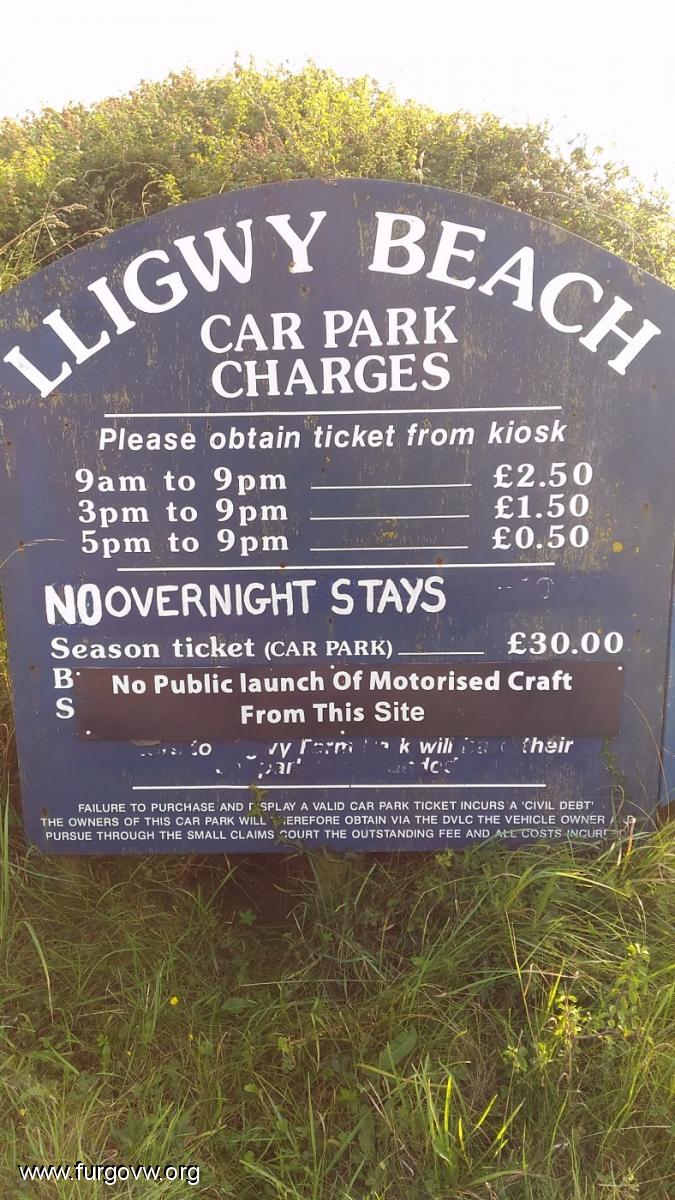 LLIGWY BEACH
CAR PARK
CHARGES
Please obtain ticket from kiosk
9am to 9pm £2.50
3pm to 9pm £1.50
5pm to 9pm £0.50
NO OVERNIGHT STAYS
Season ticket (CAR PARK) £30.00
B
S
No Public launch Of Motorised Craft
From This Site
to Farm will their
FAILURE TO PURCHASE AND DISPLAY A VALID CAR PARK TICKET INCURS A 'CIVIL DEBT'
THE OWNERS OF THIS CAR PARK WILL THEREFORE OBTAIN VIA THE DVLC THE VEHICLE OWNER
PURSUE THROUGH THE SMALL CLAIMS COURT THE OUTSTANDING FEE AND ALL COSTS
www.furgovw.org